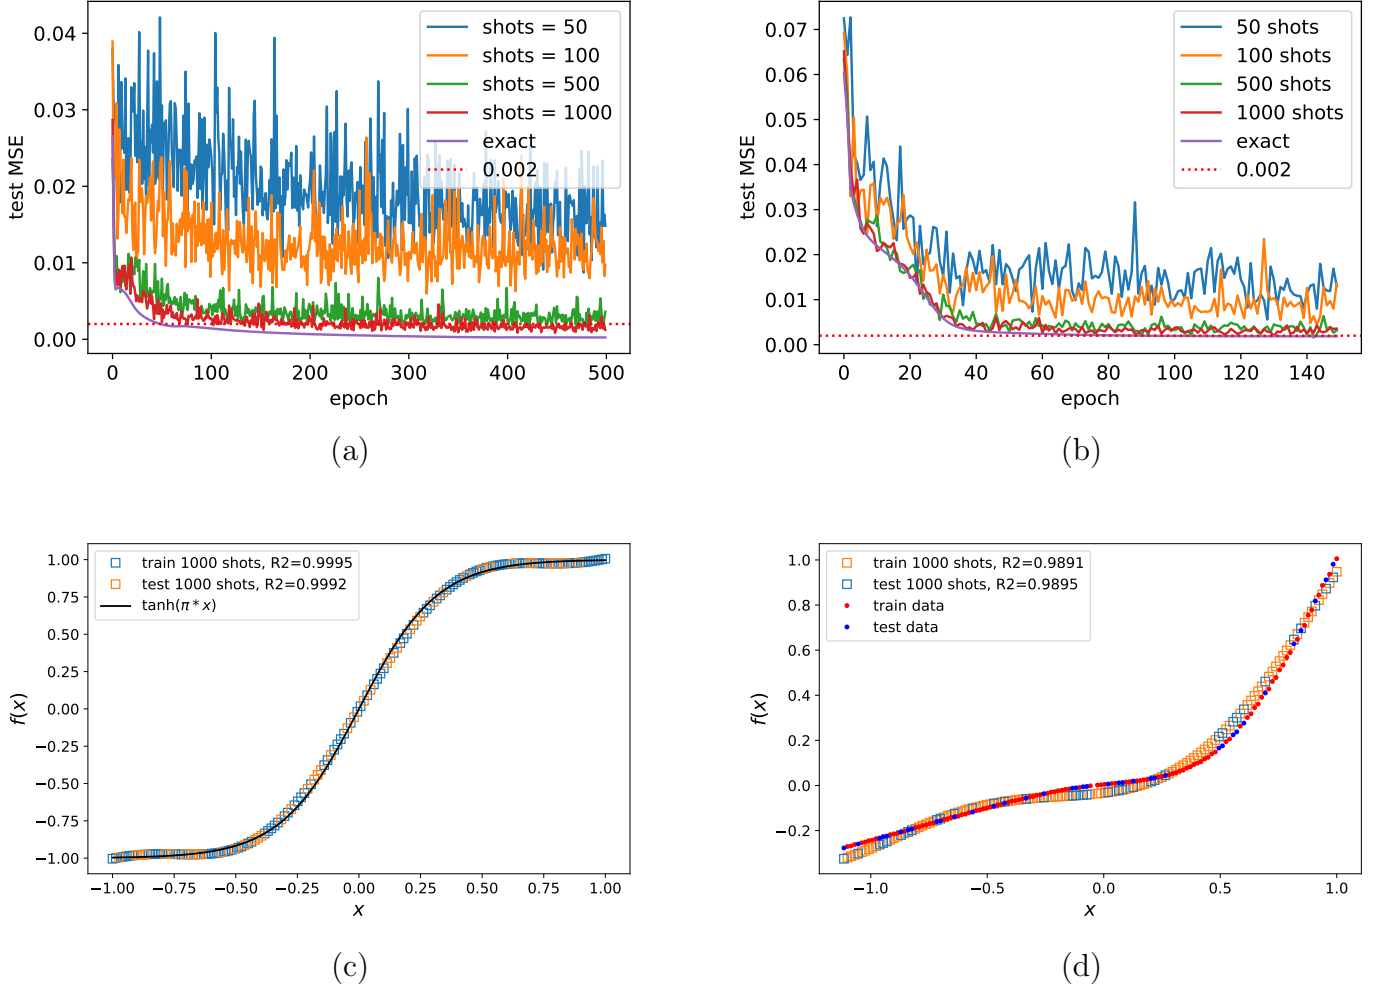 0.04
0.03
0.02
0.01
0.00
test MSE
shots = 50
shots = 100
shots = 500
shots = 1000
exact
0.002
0 100 200 300 400 500
epoch
(a)
0.07
0.06
0.05
0.04
0.03
0.02
0.01
0.00
test MSE
50 shots
100 shots
500 shots
1000 shots
exact
0.002
0 20 40 60 80 100 120 140
epoch
(b)
1.00
0.75
0.50
0.25
0.00
−0.25
−0.50
−0.75
−1.00
f(x)
train 1000 shots, R2=0.9995
test 1000 shots, R2=0.9992
tanh(π * x)
−1.00 −0.75 −0.50 −0.25 0.00 0.25 0.50 0.75 1.00
x
(c)
1.0
0.8
0.6
0.4
0.2
0.0
−0.2
f(x)
train 1000 shots, R2=0.9891
test 1000 shots, R2=0.9895
train data
test data
−1.0 −0.5 0.0 0.5 1.0
x
(d)